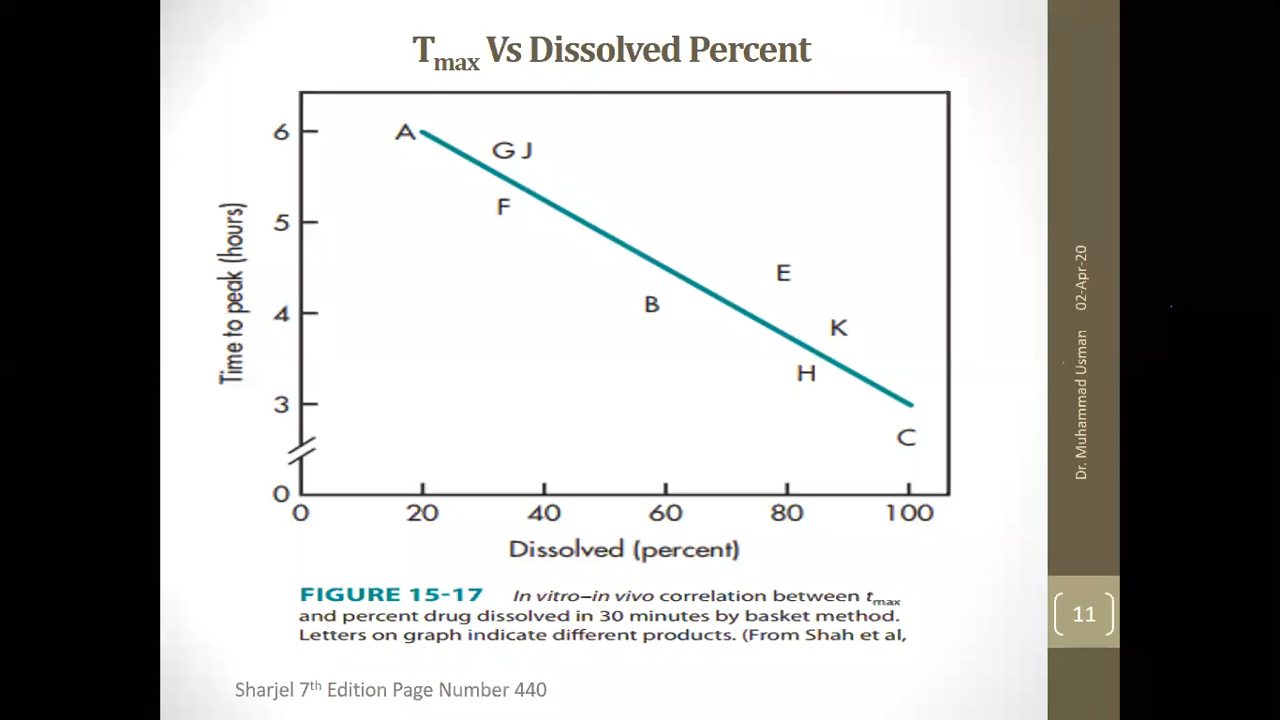 Tmax Vs Dissolved Percent
6
A
G J
F
5
E
B
4
K
H
3
C
0
0 20 40 60 80 100
Time to peak (hours)
Dissolved (percent)
FIGURE 15-17 In vitro–in vivo correlation between tmax
and percent drug dissolved in 30 minutes by basket method.
Letters on graph indicate different products. (From Shah et al,
Sharjel 7th Edition Page Number 440
Dr. Muhammad Usman 02-Apr-20
11